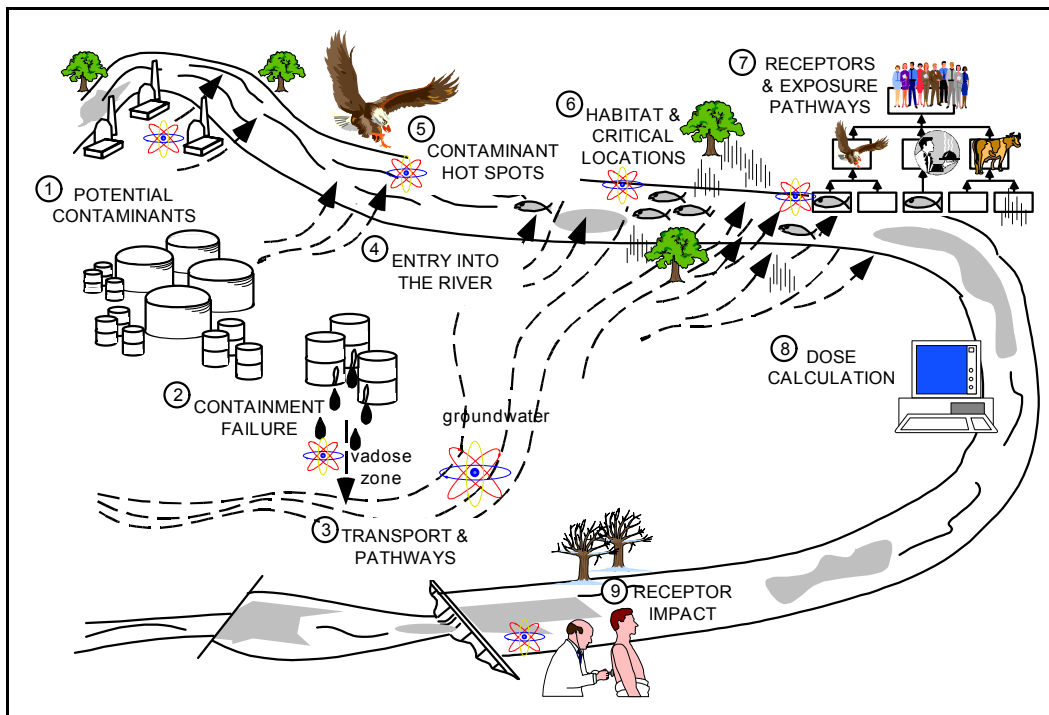 1 POTENTIAL
CONTAMINANTS
2 CONTAINMENT
FAILURE
vadose
zone
groundwater
3 TRANSPORT &
PATHWAYS
4 ENTRY INTO
THE RIVER
5 CONTAMINANT
HOT SPOTS
6 HABITAT &
CRITICAL
LOCATIONS
7 RECEPTORS
& EXPOSURE
PATHWAYS
8 DOSE
CALCULATION
9 RECEPTOR
IMPACT